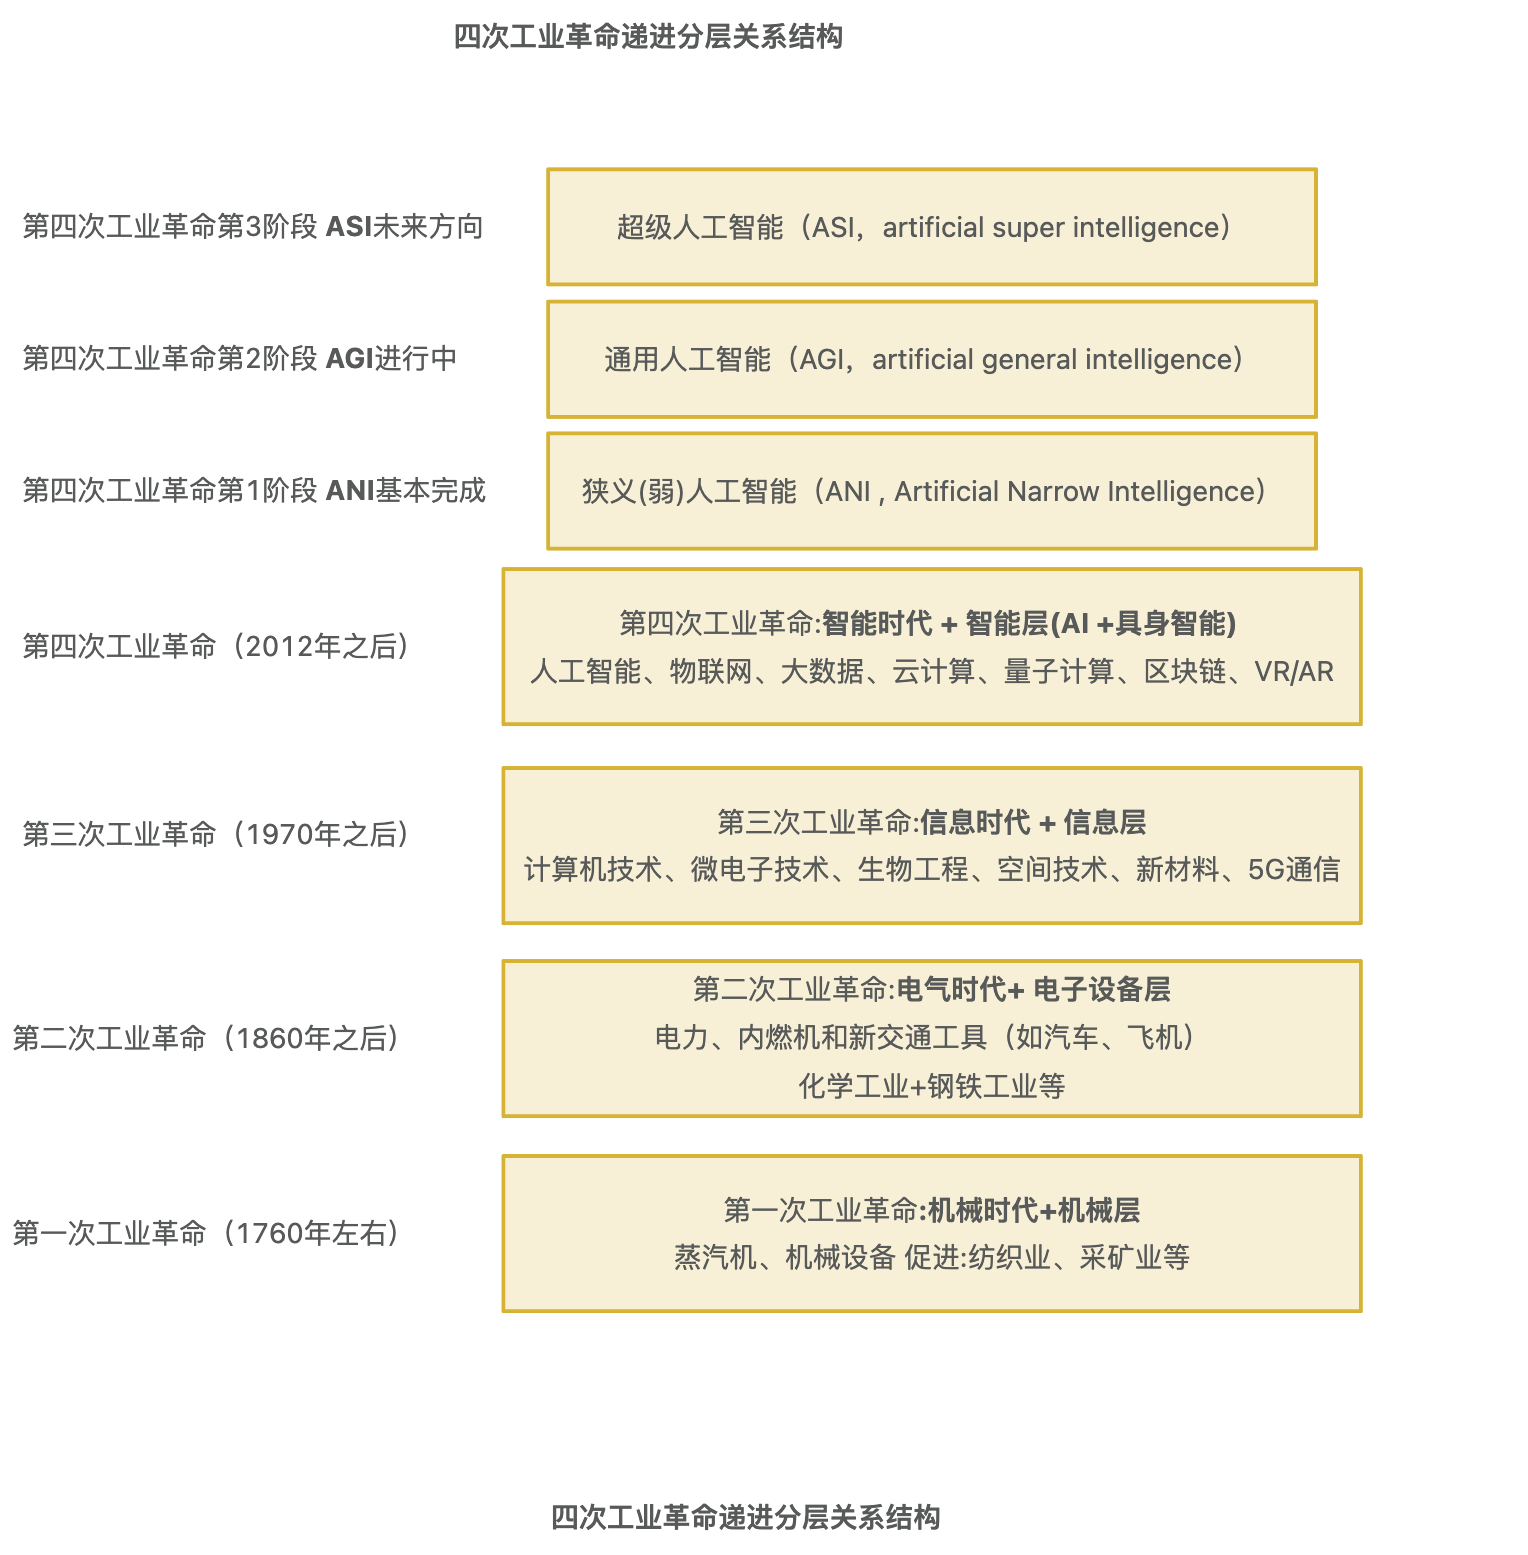 四次工业革命递进分层关系结构
第四次工业革命第3阶段 ASI未来方向
超级人工智能（ASI，artificial super intelligence）
第四次工业革命第2阶段 AGI进行中
通用人工智能（AGI，artificial general intelligence）
第四次工业革命第1阶段 ANI基本完成
狭义(弱)人工智能（ANI , Artificial Narrow Intelligence）
第四次工业革命（2012年之后）
第四次工业革命:智能时代 + 智能层(AI +具身智能)
人工智能、物联网、大数据、云计算、量子计算、区块链、VR/AR
第三次工业革命（1970年之后）
第三次工业革命:信息时代 + 信息层
计算机技术、微电子技术、生物工程、空间技术、新材料、5G通信
第二次工业革命（1860年之后）
第二次工业革命:电气时代+ 电子设备层
电力、内燃机和新交通工具（如汽车、飞机）
化学工业+钢铁工业等
第一次工业革命（1760年左右）
第一次工业革命:机械时代+机械层
蒸汽机、机械设备 促进:纺织业、采矿业等
四次工业革命递进分层关系结构